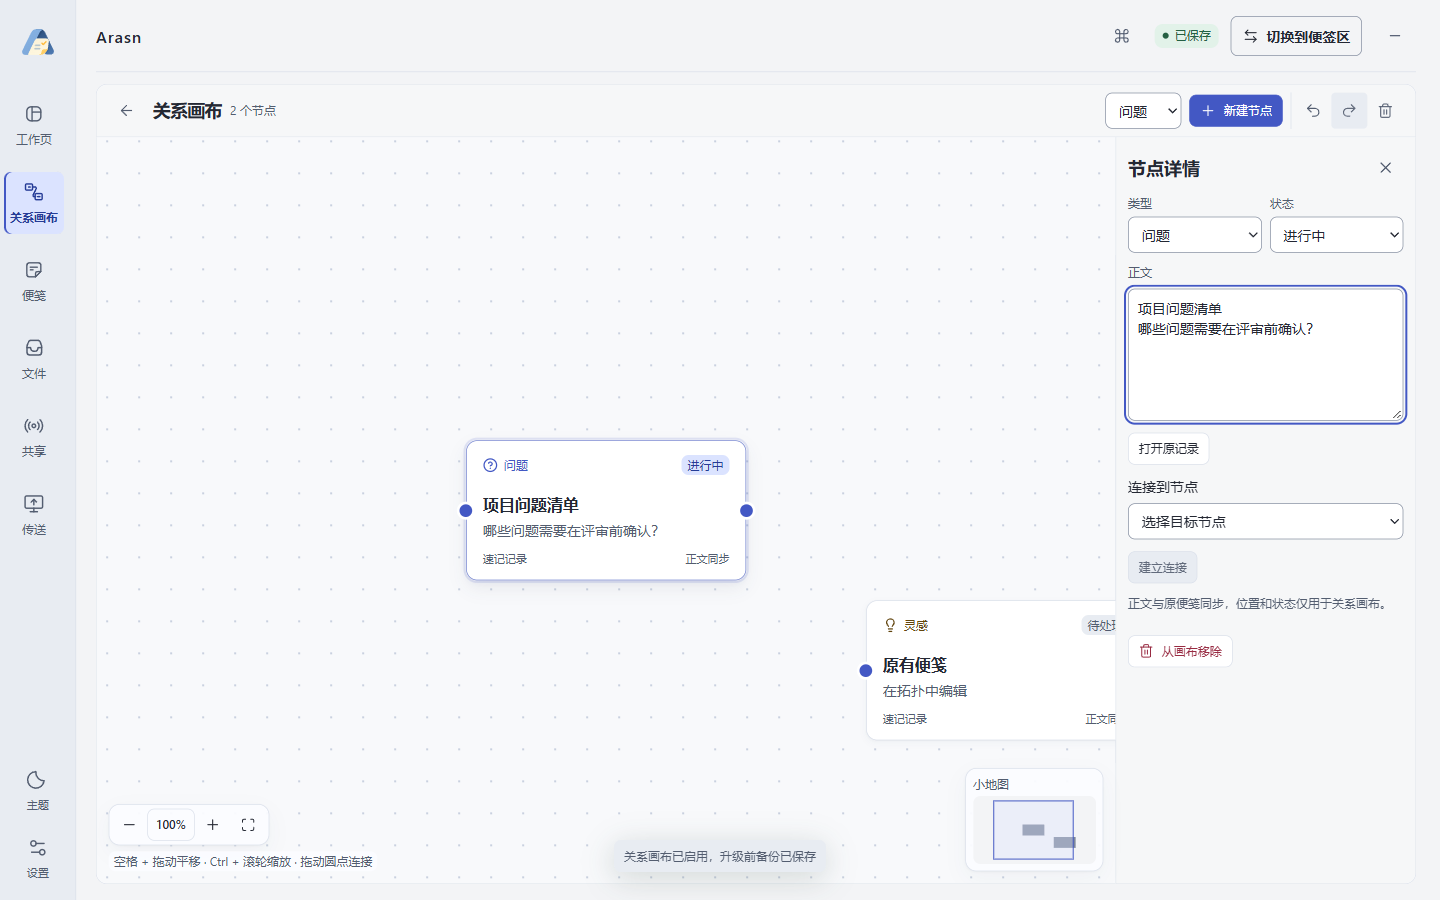 Arasn
已保存
切换到便签区
工作页
关系画布
便笺
文件
共享
传送
主题
设置
关系画布 2 个节点
问题
新建节点
问题
进行中
项目问题清单
哪些问题需要在评审前确认?
速记记录
正文同步
灵感
待处理
原有便笺
在拓扑中编辑
速记记录
正文同
小地图
100%
空格 + 拖动平移 · Ctrl + 滚轮缩放 · 拖动圆点连接
关系画布已启用，升级前备份已保存
节点详情
类型
状态
问题
进行中
正文
项目问题清单
哪些问题需要在评审前确认?
打开原记录
连接到节点
选择目标节点
建立连接
正文与原便笺同步，位置和状态仅用于关系画布。
从画布移除